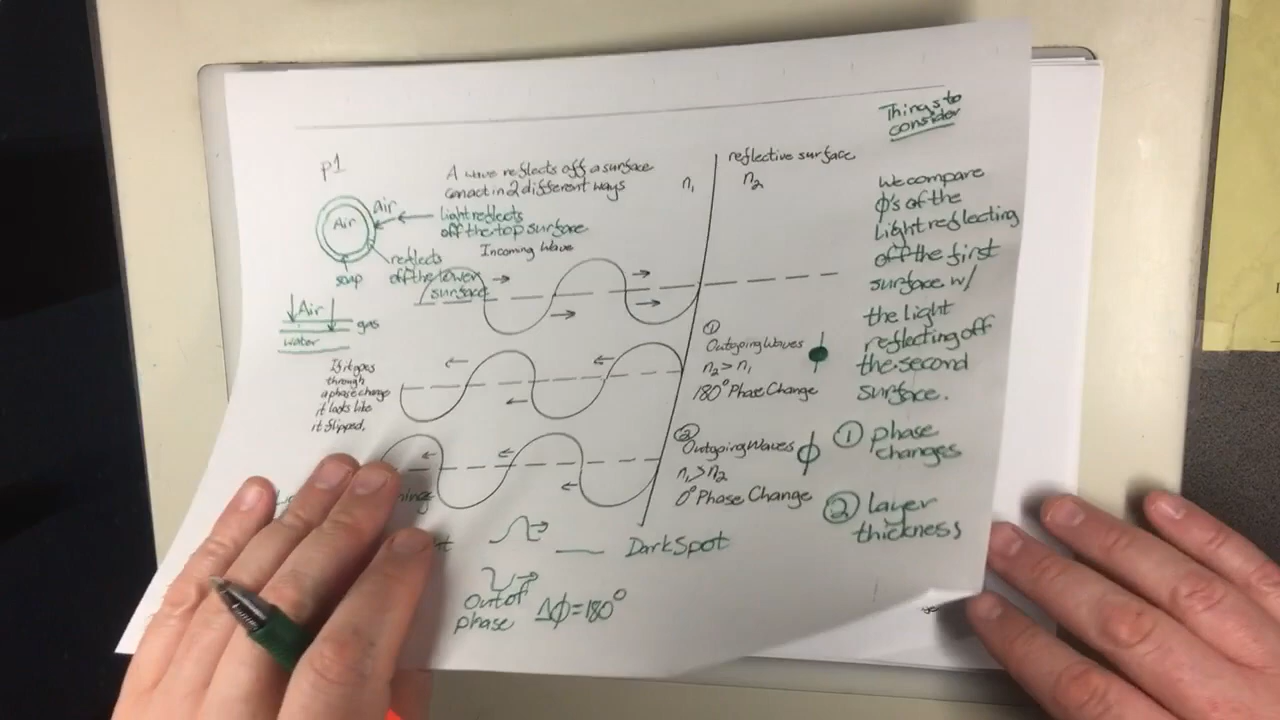 Things to
consider
P1
A wave reflects off a surface
can act in 2 different ways
reflective surface
n₁
n₂
Air
Air
Light reflects
off the top surface
Incoming Wave
reflects
off the lower
surface
soap
Air
gas
water
If it goes
through
a phase change
it looks like
it flipped.
①
Outgoing Waves
n₂ > n₁
180° Phase Change
②
Outgoing Waves
n₁ > n₂
0° Phase Change
We compare
ϕ's of the
Light reflecting
off the first
surface w/
the light
reflecting off
the second
surface.
① phase
changes
② layer
thickness
Dark Spot
Out of
phase
Δϕ = 180°